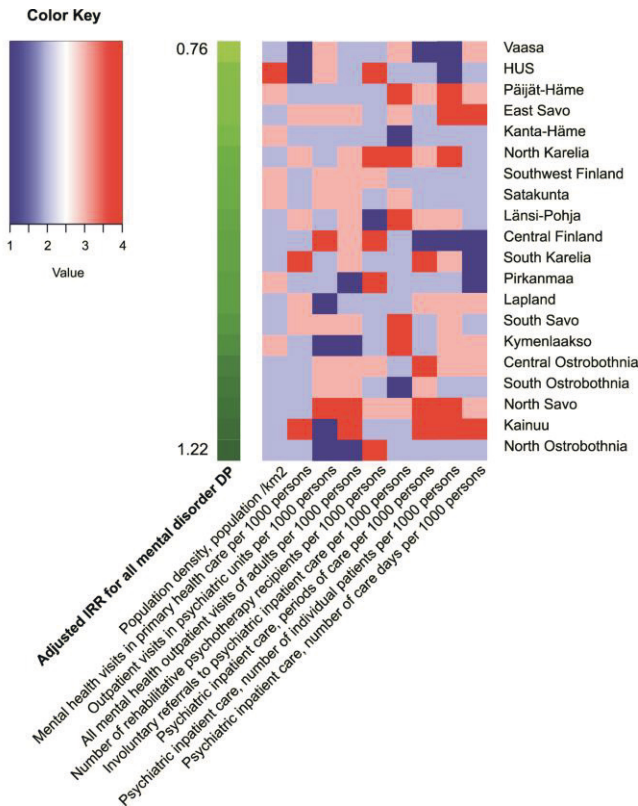 Color Key
1
2
3
4
Value
0.76
1.22
Vaasa
HUS
Päijät-Häme
East Savo
Kanta-Häme
North Karelia
Southwest Finland
Satakunta
Länsi-Pohja
Central Finland
South Karelia
Pirkanmaa
Lapland
South Savo
Kymenlaakso
Central Ostrobothnia
South Ostrobothnia
North Savo
Kainuu
North Ostrobothnia
Adjusted IRR for all mental disorder DP
Population density, population /km2
Mental health visits in primary health care per 1000 persons
Outpatient visits in psychiatric units per 1000 persons
All mental health outpatient visits of adults per 1000 persons
Number of rehabilitative psychotherapy recipients per 1000 persons
Involuntary referrals to psychiatric inpatient care per 1000 persons
Psychiatric inpatient care, periods of care per 1000 persons
Psychiatric inpatient care, number of individual patients per 1000 persons
Psychiatric inpatient care, number of care days per 1000 persons